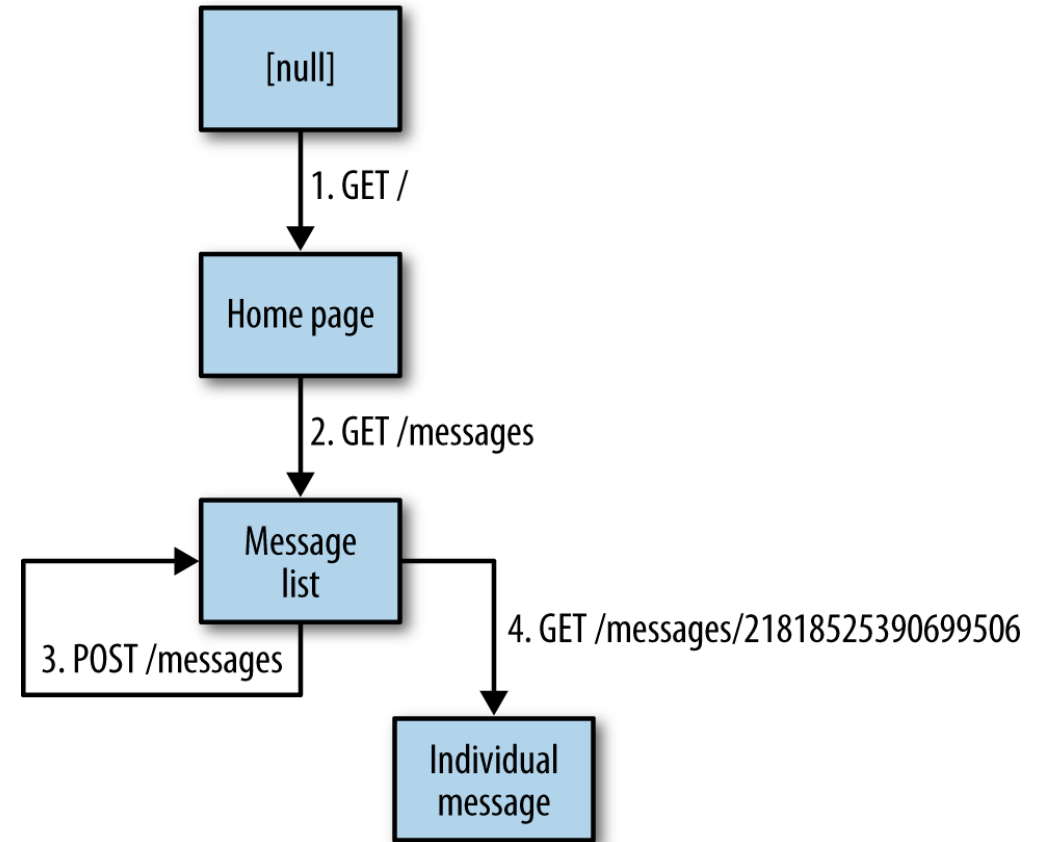 [null]
1. GET /
Home page
2. GET /messages
Message
list
3. POST /messages
4. GET /messages/21818525390699506
Individual
message